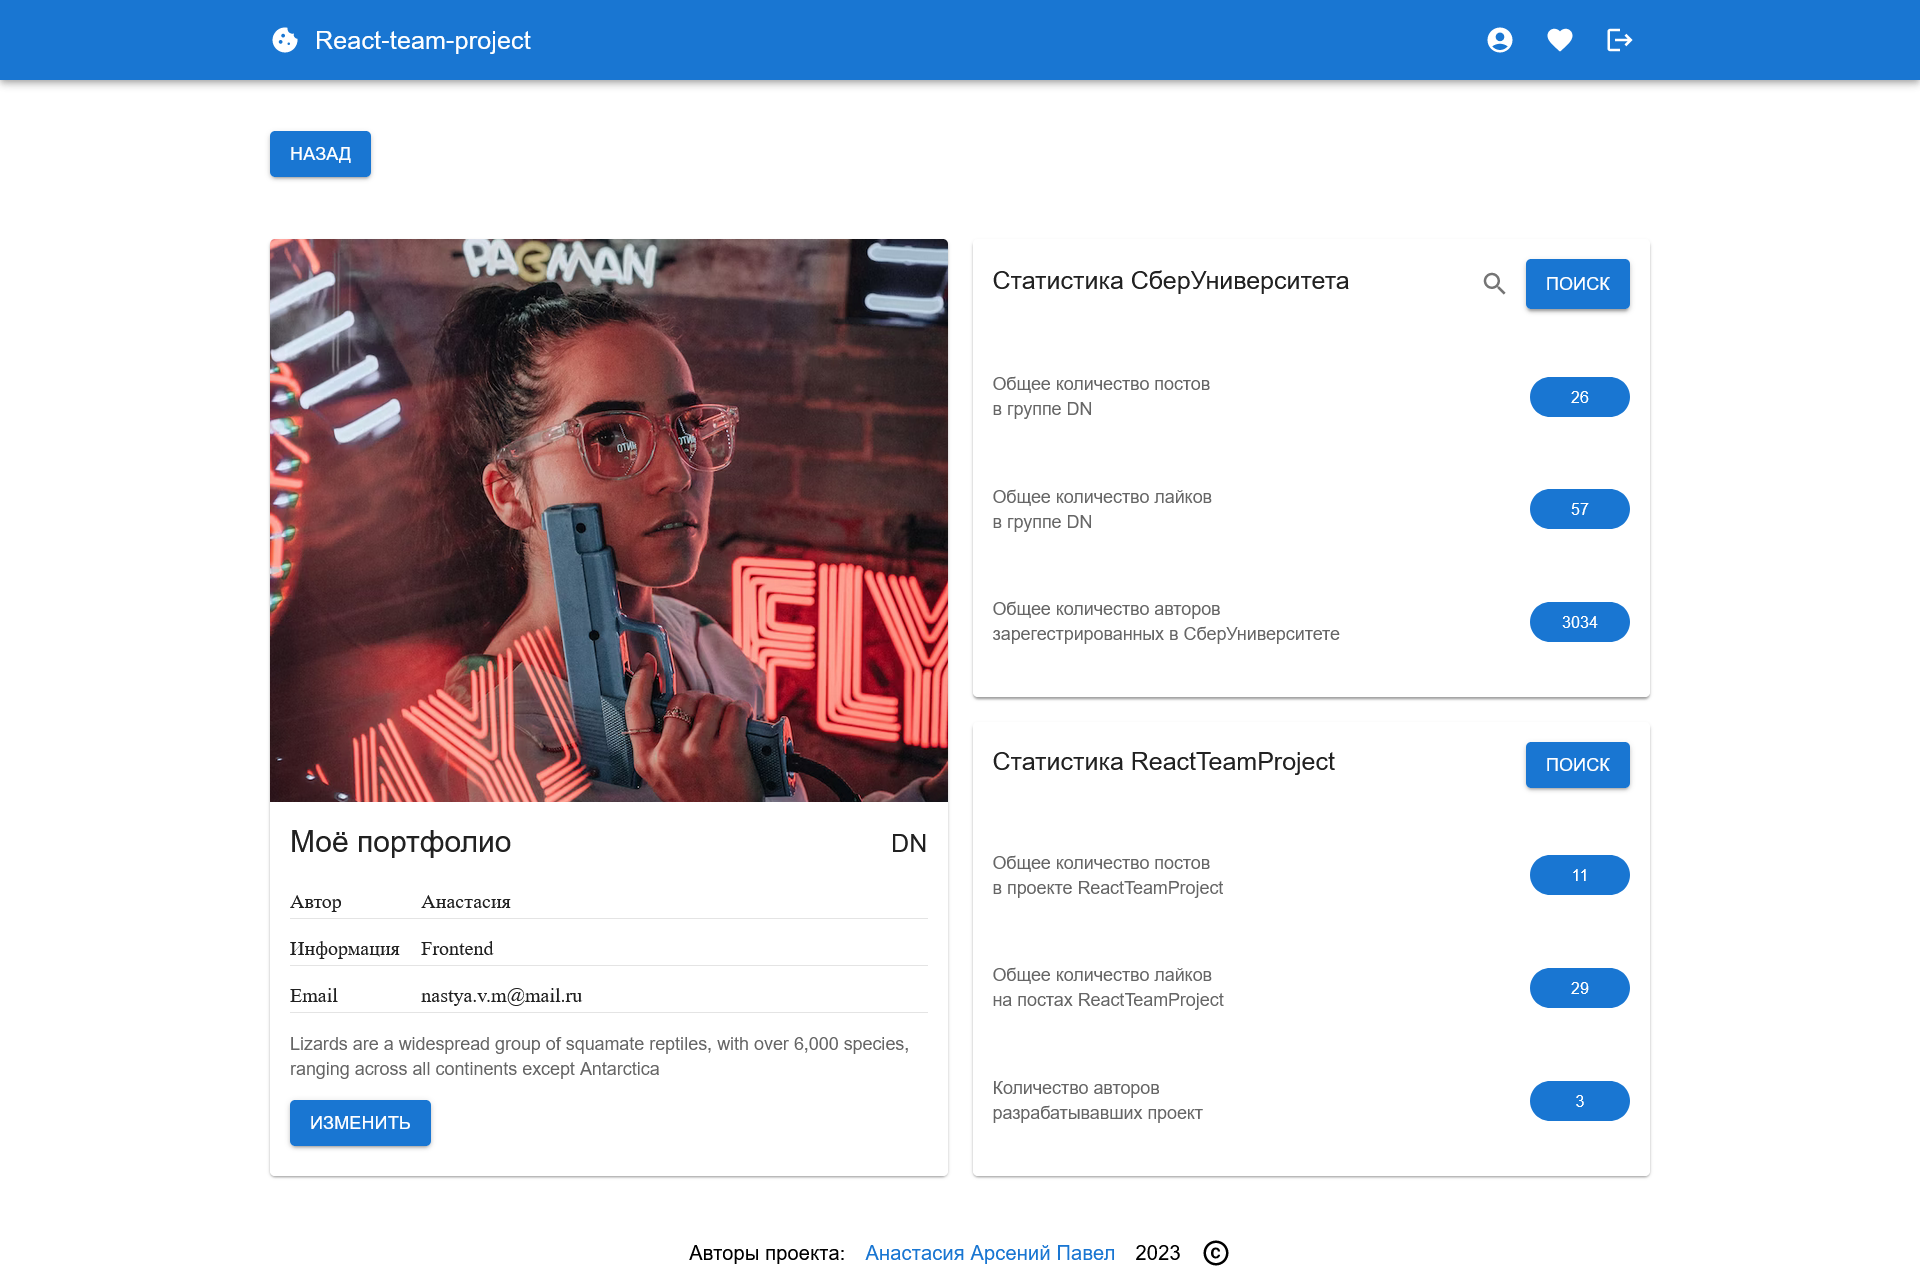 React-team-project
НАЗАД
PACMAN
FLY
Моё портфолио
DN
Автор Анастасия
Информация Frontend
Email nastya.v.m@mail.ru
Lizards are a widespread group of squamate reptiles, with over 6,000 species,
ranging across all continents except Antarctica
ИЗМЕНИТЬ
Статистика СберУниверситета
ПОИСК
Общее количество постов
в группе DN
26
Общее количество лайков
в группе DN
57
Общее количество авторов
зарегестрированных в СберУниверситете
3034
Статистика ReactTeamProject
ПОИСК
Общее количество постов
в проекте ReactTeamProject
11
Общее количество лайков
на постах ReactTeamProject
29
Количество авторов
разрабатывавших проект
3
Авторы проекта: Анастасия Арсений Павел 2023 ©